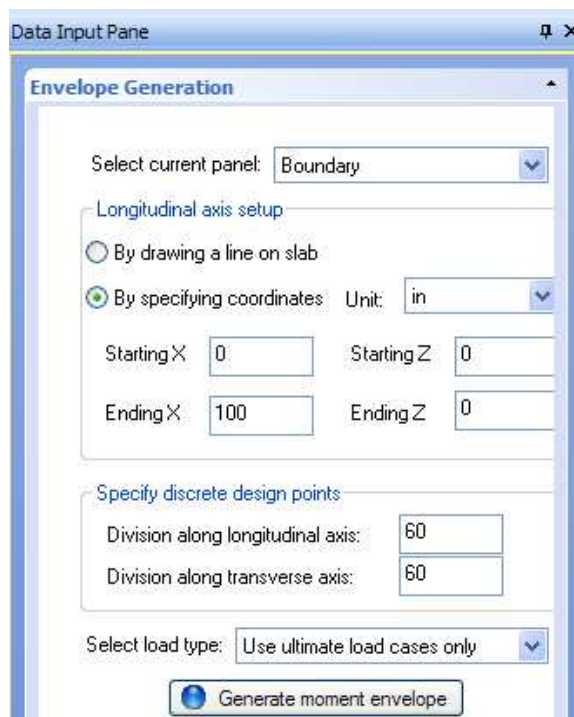 Data Input Pane
Envelope Generation
Select current panel: Boundary
Longitudinal axis setup
By drawing a line on slab
By specifying coordinates Unit: in
Starting X 0 Starting Z 0
Ending X 100 Ending Z 0
Specify discrete design points
Division along longitudinal axis: 60
Division along transverse axis: 60
Select load type: Use ultimate load cases only
Generate moment envelope